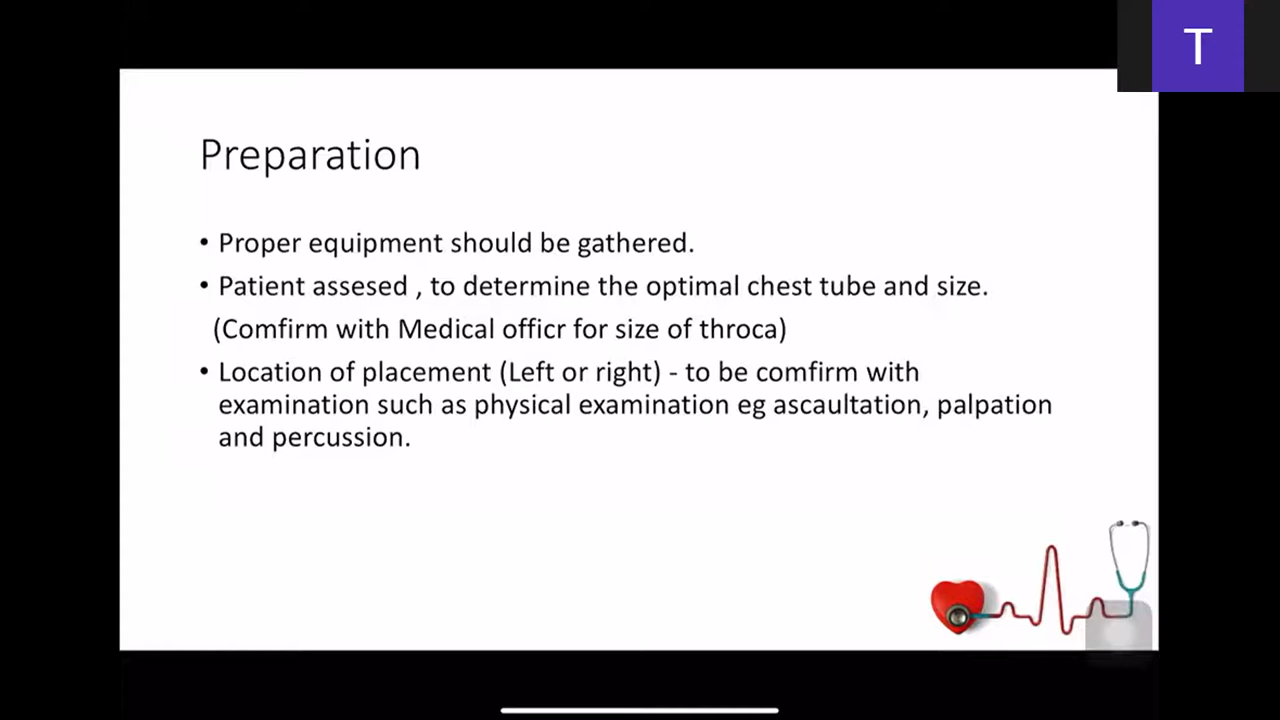 T
Preparation
• Proper equipment should be gathered.
• Patient assesed , to determine the optimal chest tube and size.
(Comfirm with Medical officr for size of throca)
• Location of placement (Left or right) - to be comfirm with
examination such as physical examination eg ascaultation, palpation
and percussion.